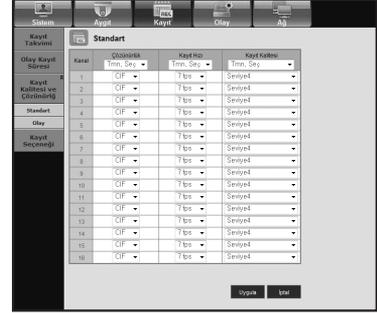 Sistem Aygıt Kayıt Olay Ağ
Kayıt
Takvimi
Olay Kayıt
Süresi
Kayıt
Kalitesi ve
Çözünürlüğ
Standart
Olay
Kayıt
Seçeneği
Standart
Kanal Çözünürlük Kayıt Hızı Kayıt Kalitesi
Tmn, Seç Tmn, Seç Tmn, Seç
1 CIF 7 fps Seviye4
2 CIF 7 fps Seviye4
3 CIF 7 fps Seviye4
4 CIF 7 fps Seviye4
5 CIF 7 fps Seviye4
6 CIF 7 fps Seviye4
7 CIF 7 fps Seviye4
8 CIF 7 fps Seviye4
9 CIF 7 fps Seviye4
10 CIF 7 fps Seviye4
11 CIF 7 fps Seviye4
12 CIF 7 fps Seviye4
13 CIF 7 fps Seviye4
14 CIF 7 fps Seviye4
15 CIF 7 fps Seviye4
16 CIF 7 fps Seviye4
Uygula İptal